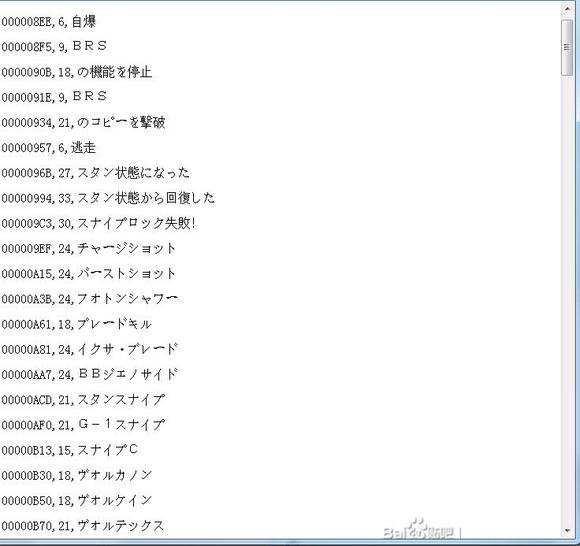 000008EE,6,自爆
000008F5,9,ＢＲＳ
0000090B,18,の機能を停止
0000091E,9,ＢＲＳ
00000934,21,のコピーを撃破
00000957,6,逃走
0000096B,27,スタン状態になった
00000994,33,スタン状態から回復した
000009C3,30,スナイプロック失敗!
000009EF,24,チャージショット
00000A15,24,バーストショット
00000A3B,24,フォトンシャワー
00000A61,18,ブレードキル
00000A81,24,イクサ・ブレード
00000AA7,24,ＢＢジェノサイド
00000ACD,21,スタンスナイプ
00000AF0,21,Ｇ－１スナイプ
00000B13,15,スナイプＣ
00000B30,18,ヴォルカノン
00000B50,18,ヴォルケイン
00000B70,21,ヴォルテックス
Bai贴吧